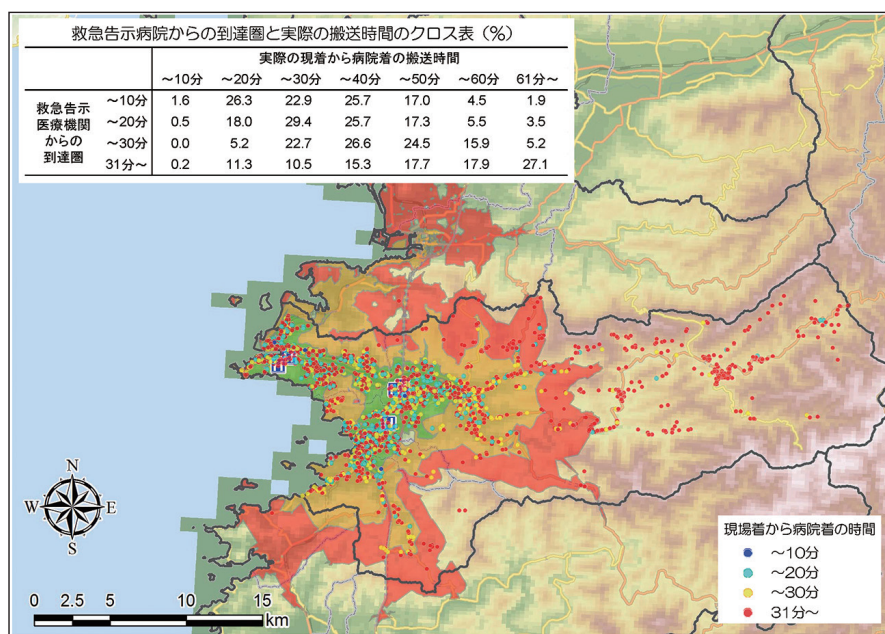 救急告示病院からの到達圏と実際の搬送時間のクロス表（%）
実際の現着から病院着の搬送時間
～10分 ～20分 ～30分 ～40分 ～50分 ～60分 61分～
救急告示
医療機関
からの
到達圏
～10分 1.6 26.3 22.9 25.7 17.0 4.5 1.9
～20分 0.5 18.0 29.4 25.7 17.3 5.5 3.5
～30分 0.0 5.2 22.7 26.6 24.5 15.9 5.2
31分～ 0.2 11.3 10.5 15.3 17.7 17.9 27.1
N
W E
S
0 2.5 5 10 15
km
現場着から病院着の時間
～10分
～20分
～30分
31分～